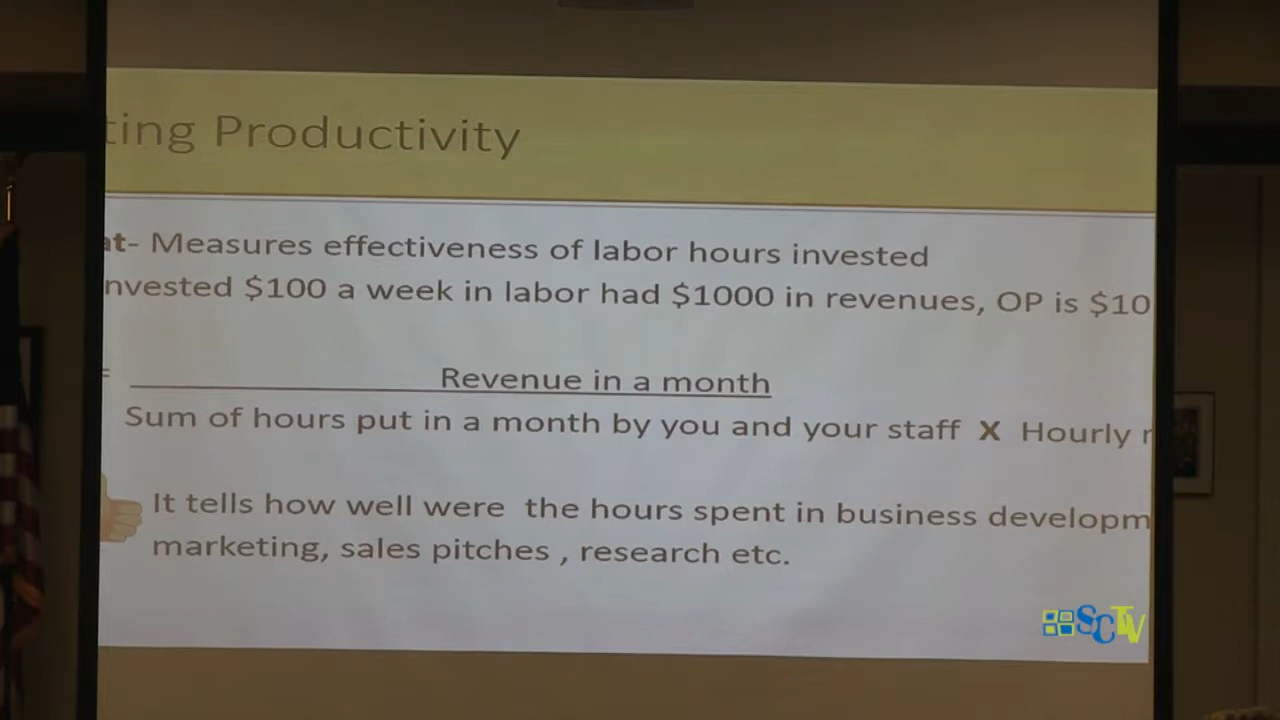 ting Productivity
at- Measures effectiveness of labor hours invested
nvested $100 a week in labor had $1000 in revenues, OP is $10
= Revenue in a month
Sum of hours put in a month by you and your staff X Hourly r
It tells how well were the hours spent in business developm
marketing, sales pitches , research etc.
SCTV